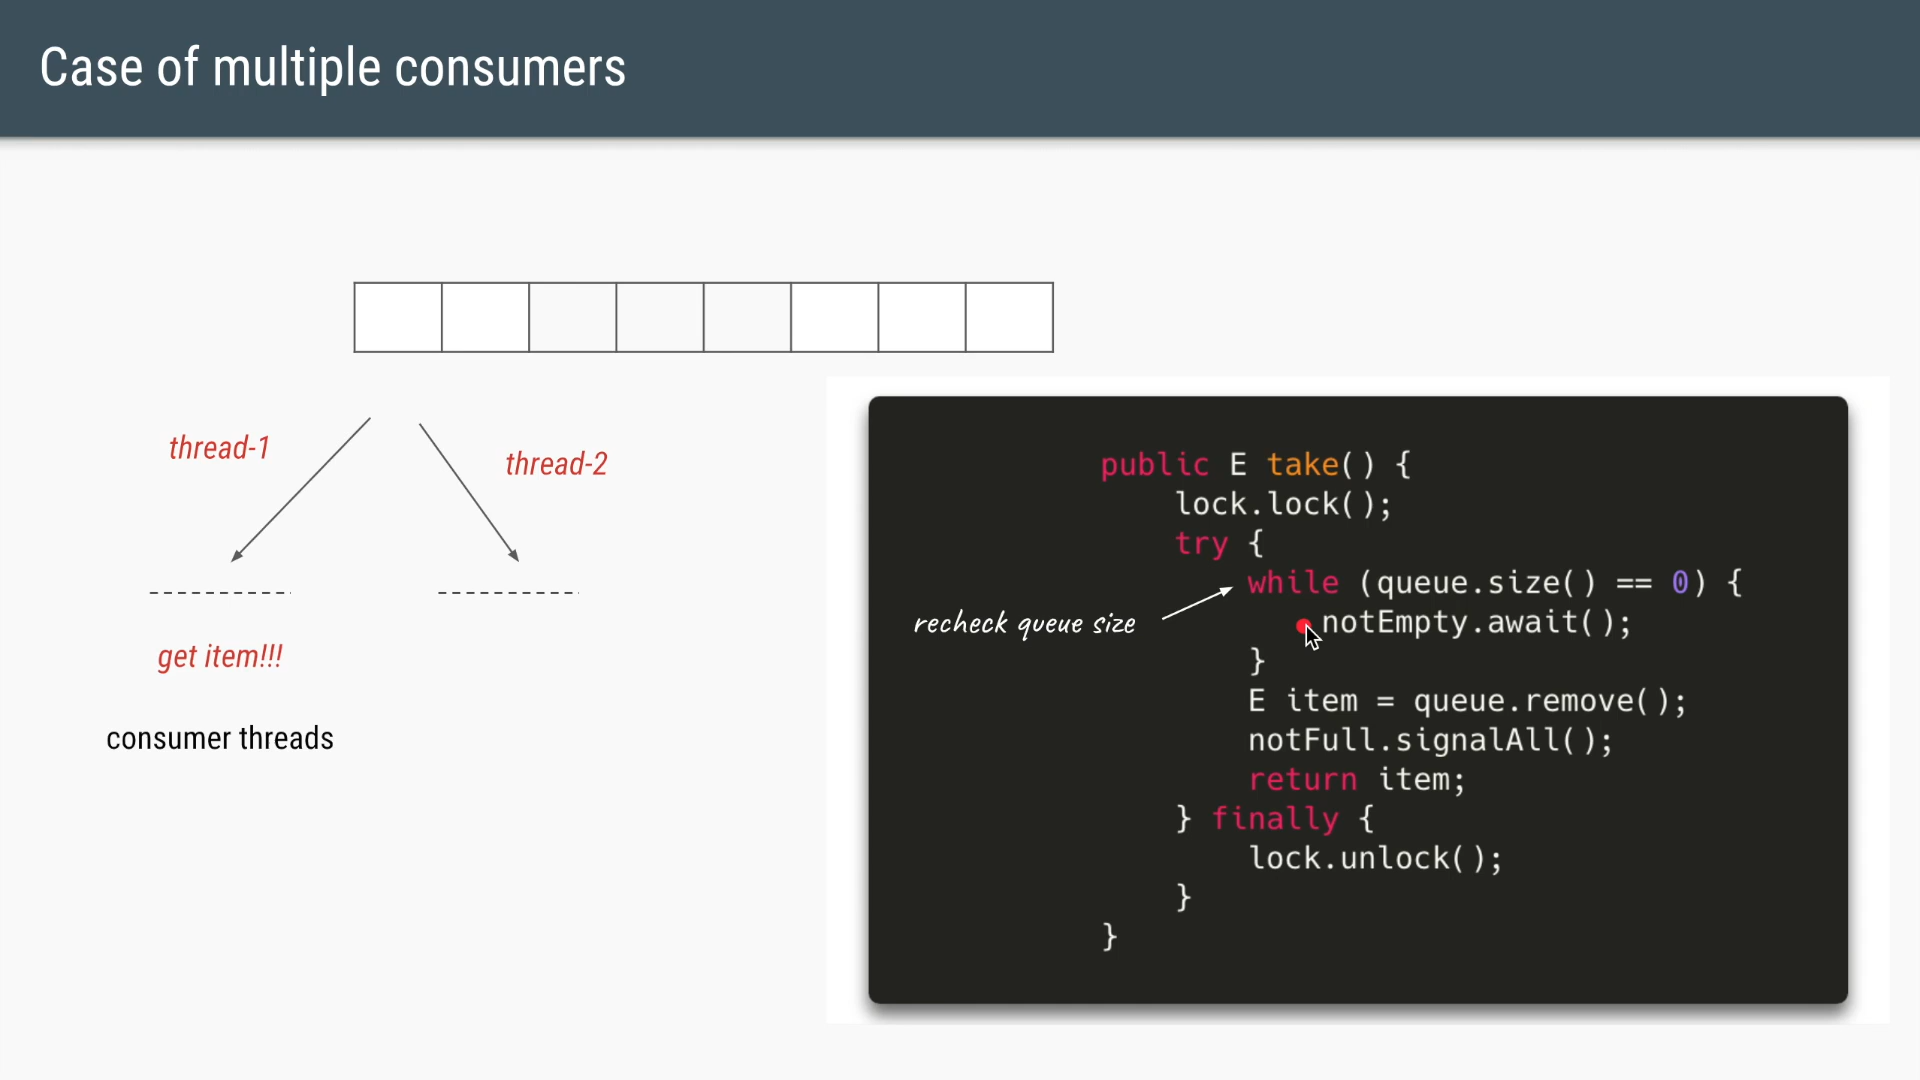 Case of multiple consumers
thread-1
thread-2
get item!!!
consumer threads
recheck queue size
public E take() {
lock.lock();
try {
while (queue.size() == 0) {
notEmpty.await();
}
E item = queue.remove();
notFull.signalAll();
return item;
} finally {
lock.unlock();
}
}